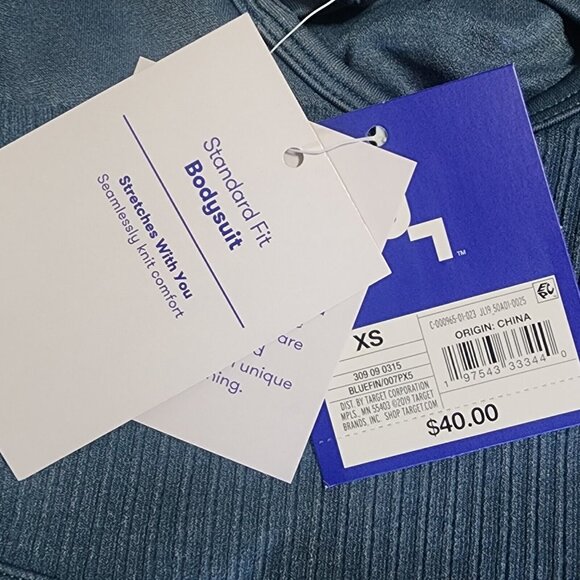 Standard Fit
Bodysuit
Stretches With You
Seamlessly knit comfort
are
unique
ning.
™
C-000965-01-023 JL19_50A01-0025
XS
ORIGIN: CHINA
309 09 0315
BLUEFIN/007PX5
1 97543 33344 0
DIST. BY TARGET CORPORATION
MPLS, MN 55403 ©2019 TARGET
BRANDS, INC. SHOP TARGET.COM
$40.00